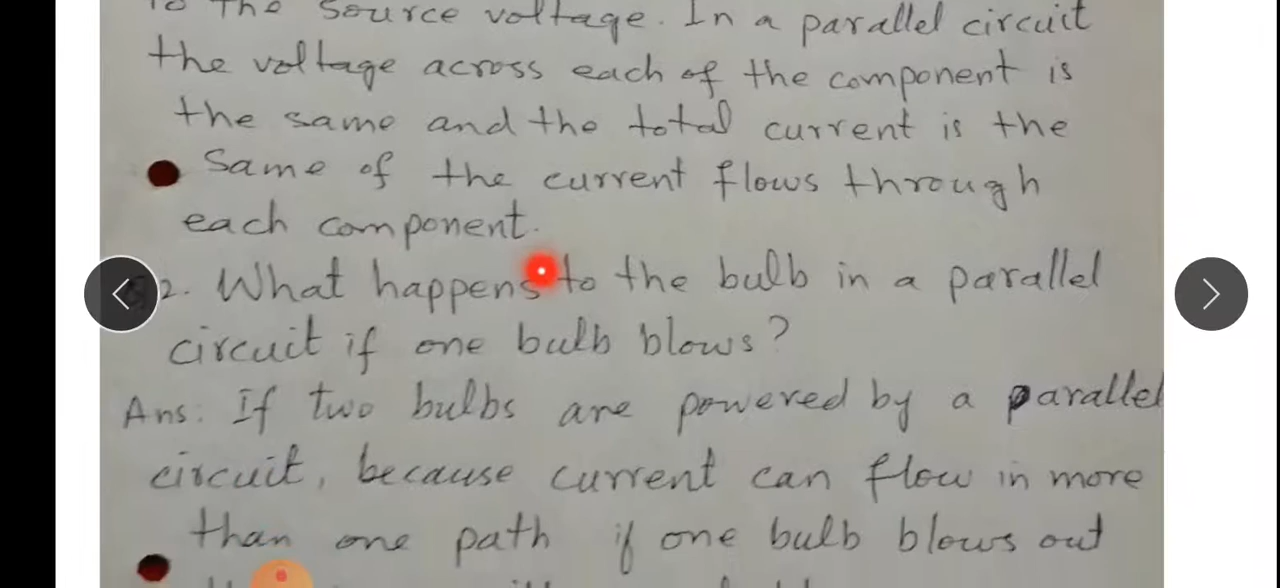 to the source voltage. In a parallel circuit
the voltage across each of the component is
the same and the total current is the
Same of the current flows through
each component.
2. What happens to the bulb in a parallel
circuit if one bulb blows?
Ans: If two bulbs are powered by a parallel
circuit, because current can flow in more
than one path if one bulb blows out